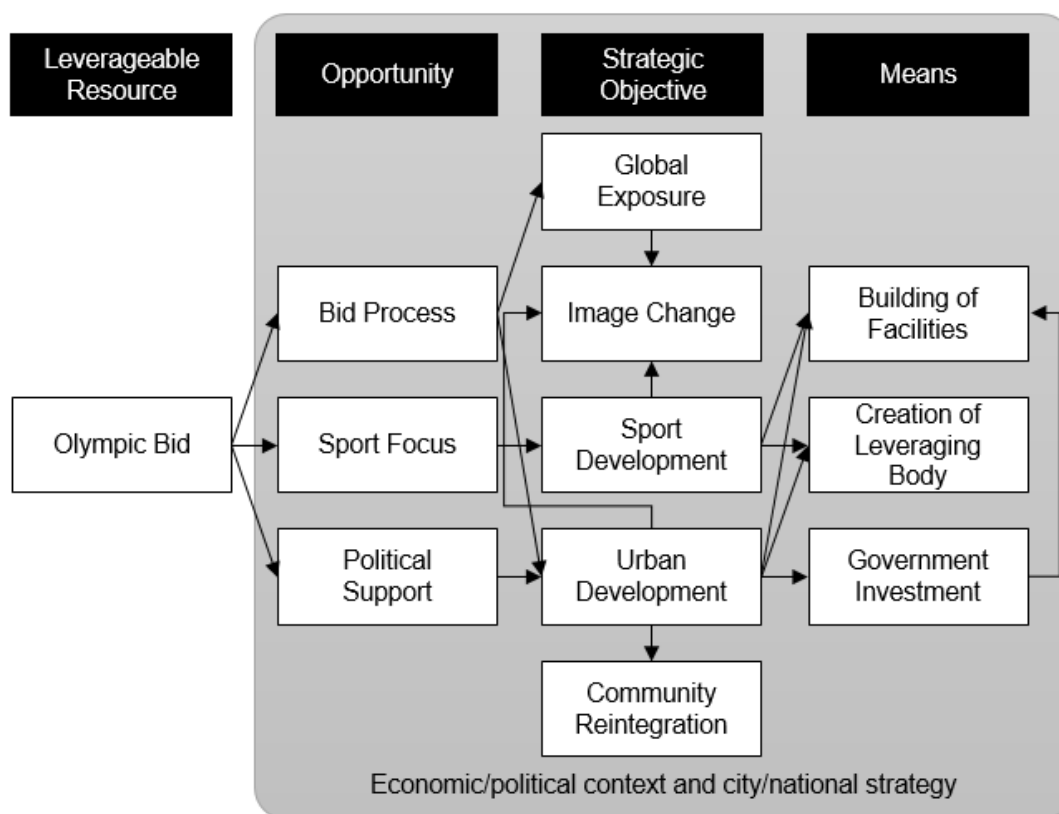 Leverageable
Resource
Opportunity
Strategic
Objective
Means
Global
Exposure
Bid Process
Image Change
Building of
Facilities
Olympic Bid
Sport Focus
Sport
Development
Creation of
Leveraging
Body
Political
Support
Urban
Development
Government
Investment
Community
Reintegration
Economic/political context and city/national strategy